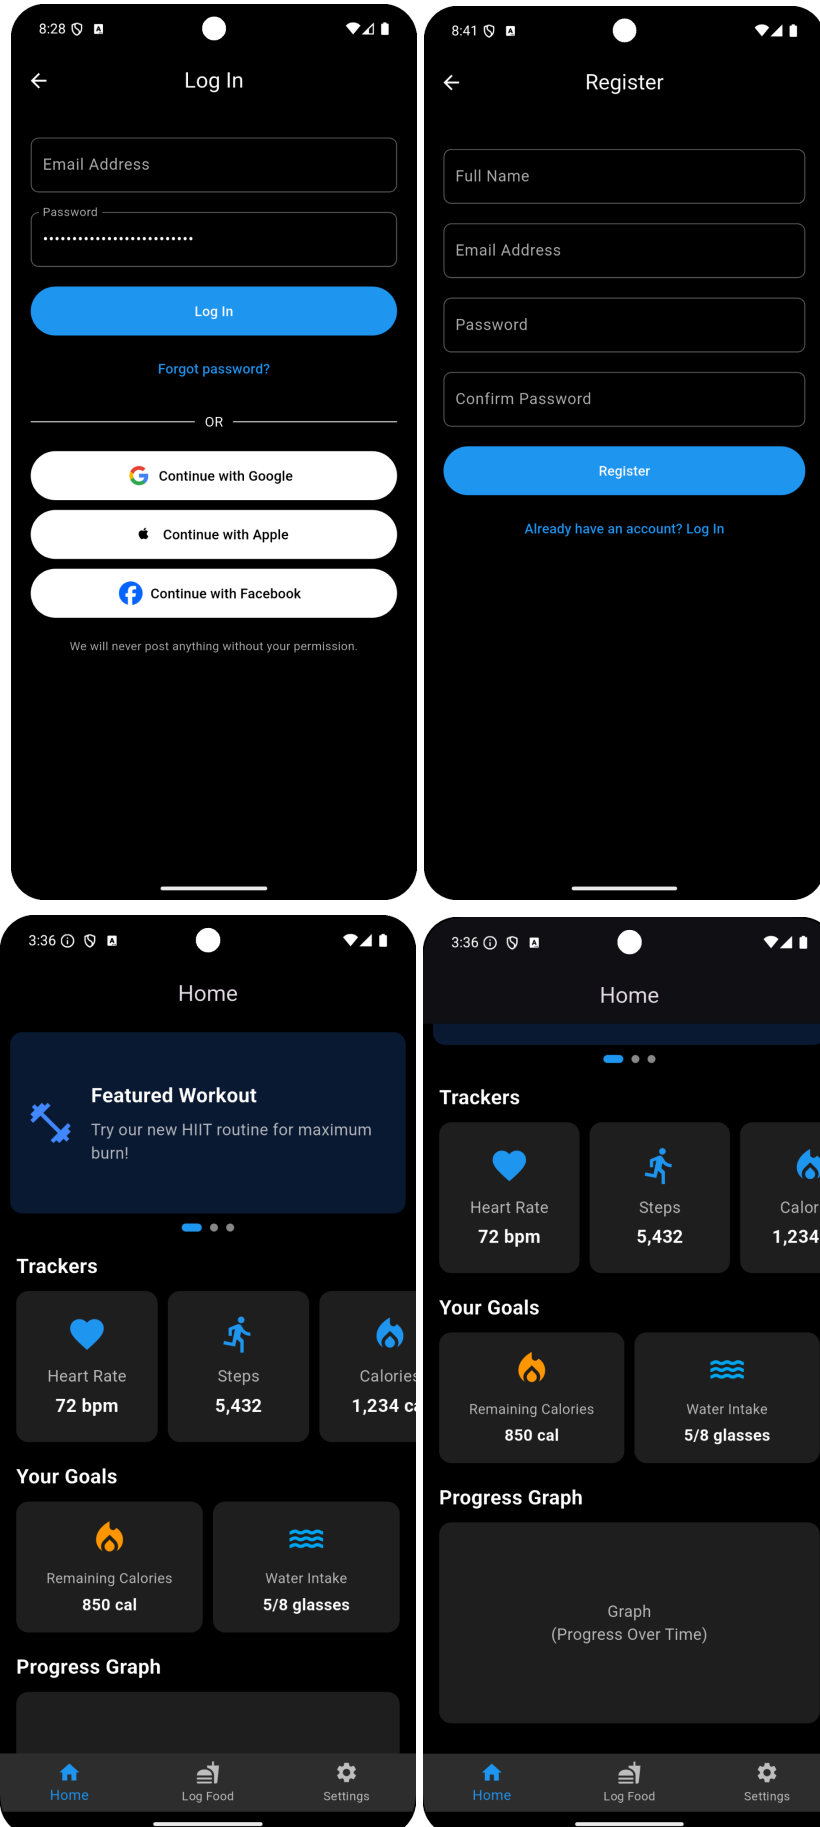 8:28
Log In
Email Address
Password
••••••••••••••••••••••••••
Log In
Forgot password?
OR
Continue with Google
Continue with Apple
Continue with Facebook
We will never post anything without your permission.
8:41
Register
Full Name
Email Address
Password
Confirm Password
Register
Already have an account? Log In
3:36
Home
Featured Workout
Try our new HIIT routine for maximum
burn!
Trackers
Heart Rate
72 bpm
Steps
5,432
Calories
1,234 ca
Your Goals
Remaining Calories
850 cal
Water Intake
5/8 glasses
Progress Graph
Home
Log Food
Settings
3:36
Home
Trackers
Heart Rate
72 bpm
Steps
5,432
Calor
1,234
Your Goals
Remaining Calories
850 cal
Water Intake
5/8 glasses
Progress Graph
Graph
(Progress Over Time)
Home
Log Food
Settings